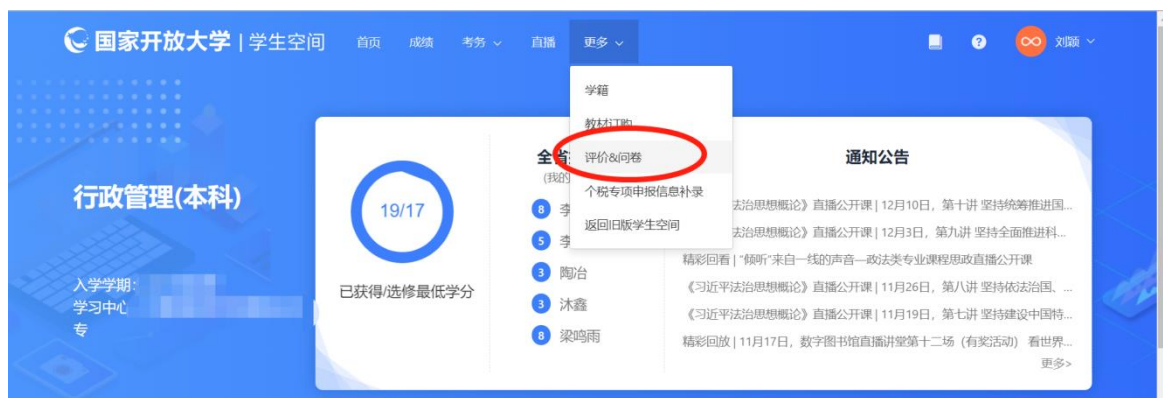 国家开放大学 | 学生空间 首页 成绩 考务 直播 更多 刘颖
学籍
教材订购
评价&问卷
个税专项申报信息补录
返回旧版学生空间
行政管理(本科)
入学学期:
学习中心
专
19/17
已获得/选修最低学分
全省
(我的
8 李
5 李
3 陶冶
3 沐鑫
8 梁鸣雨
通知公告
法治思想概论》直播公开课 | 12月10日，第十讲 坚持统筹推进国...
法治思想概论》直播公开课 | 12月3日，第九讲 坚持全面推进科...
精彩回看 | "倾听"来自一线的声音—政法类专业课程思政直播公开课
《习近平法治思想概论》直播公开课 | 11月26日，第八讲 坚持依法治国、...
《习近平法治思想概论》直播公开课 | 11月19日，第七讲 坚持建设中国特...
精彩回放 | 11月17日，数字图书馆直播讲堂第十二场（有奖活动） 看世界...
更多>